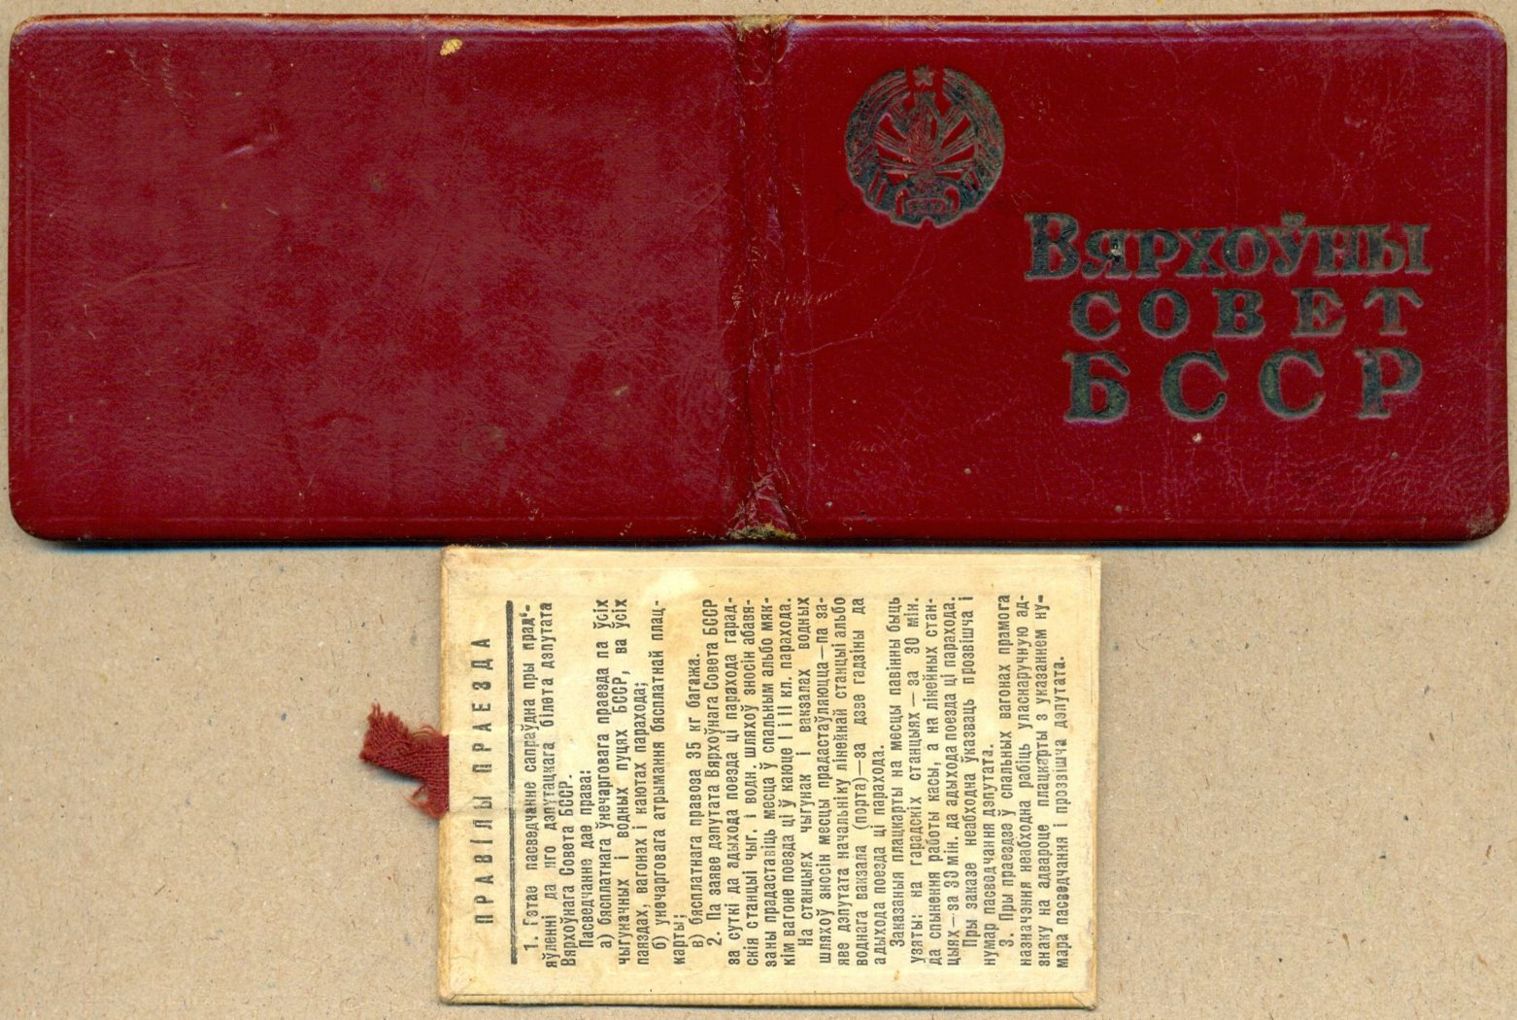 Вярхоўны
совет
БССР
ПРАВІЛЫ ПРАЕЗДА
1. Гэтае пасведчанне сапраўдна пры прад'-
яўленні да яго дэпутацкага білета дэпутата
Вярхоўнага Совета БССР.
Пасведчанне дае права:
а) бясплатнага ўнечарговага праезда па ўсіх
чыгуначных і водных пуцях БССР, ва ўсіх
паяздах, вагонах і каютах парахода;
б) унечарговага атрымання бясплатнай плац-
карты;
в) бясплатнага правоза 35 кг багажа.
2. Па заяве дэпутата Вярхоўнага Совета БССР
за суткі да адыхода поезда ці парахода гарад-
скія станцыі чыг. і водн. шляхоў зносін абавя-
заны прадаставіць месца ў спальным альбо мяк-
кім вагоне поезда ці ў каюце I і II кл. парахода.
На станцыях чыгунак і вакзалах водных
шляхоў зносін месцы прадастаўляюцца—па за-
яве дэпутата начальніку лінейнай станцыі альбо
воднага вакзала (порта)—за дзве гадзіны да
адыхода поезда ці парахода.
Заказаныя плацкарты на месцы павінны быць
узяты: на гарадскіх станцыях—за 30 мін.
да спынення работы касы, а на лінейных стан-
цыях—за 30 мін. да адыхода поезда ці парахода.
Пры заказе неабходна ўказваць прозвішча і
нумар пасведчання дэпутата.
3. Пры праездзе ў спальных вагонах прамога
назначэння неабходна рабіць уласнаручную ад-
знаку на адвароце плацкарты з указаннем ну-
мара пасведчання і прозвішча дэпутата.